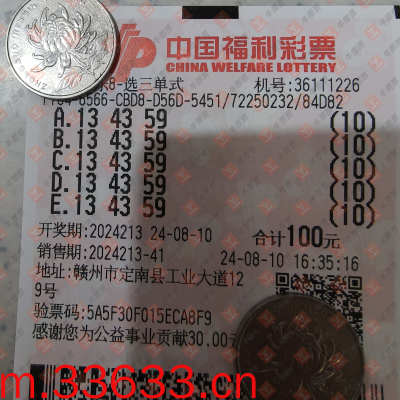 中国福利彩票
CHINA WELFARE LOTTERY
8-选三单式 机号:36111226
6566-CBD8-D56D-5451/72250232/84D82
A.13 43 59 (10)
B.13 43 59 (10)
C.13 43 59 (10)
D.13 43 59 (10)
E.13 43 59 (10)
开奖期:2024213 24-08-10 合计100元
销售期:2024213-41 24-08-10 16:35:16
地址:赣州市定南县工业大道12
9号
验票码:5A5F30F015ECA8F9
感谢您为公益事业贡献30.00元
m.33633.cn